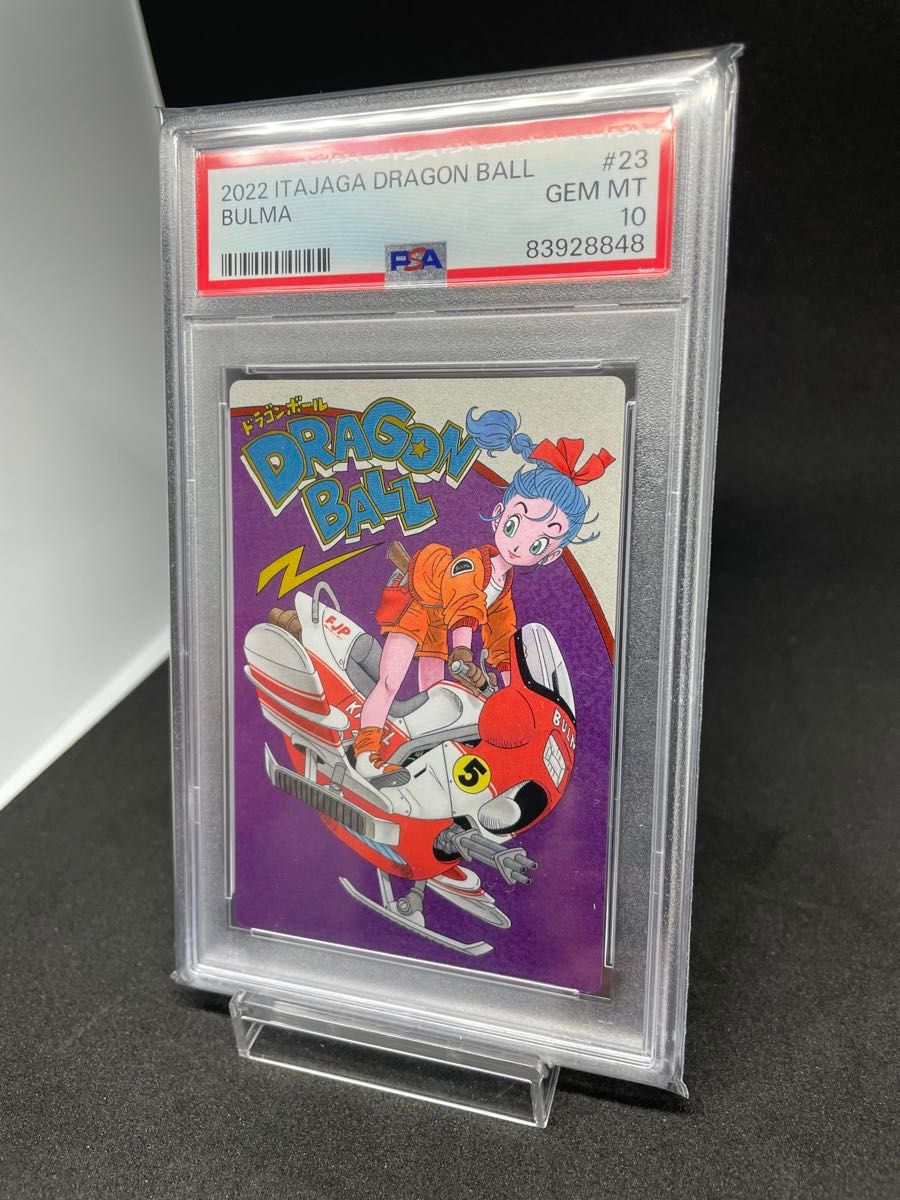 2022 ITAJAGA DRAGON BALL #23
BULMA GEM MT
10
PSA 83928848
ドラゴンボール
DRAGON
BALL
BULMA
FJP
5